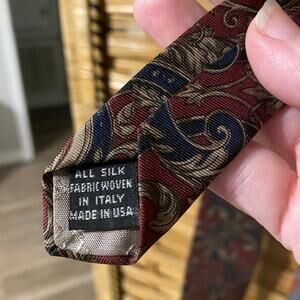 ALL SILK
FABRIC WOVEN
IN ITALY
MADE IN USA